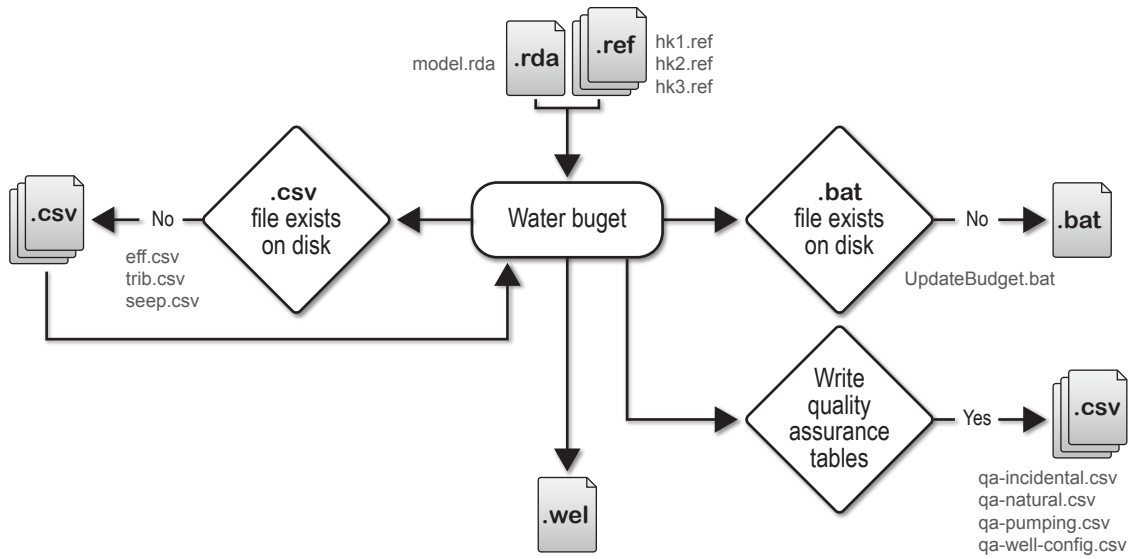 model.rda
.rda
.ref
hk1.ref
hk2.ref
hk3.ref
.csv
No
.csv
file exists
on disk
eff.csv
trib.csv
seep.csv
Water buget
.bat
file exists
on disk
No
.bat
UpdateBudget.bat
Write
quality
assurance
tables
Yes
.csv
qa-incidental.csv
qa-natural.csv
qa-pumping.csv
qa-well-config.csv
.wel